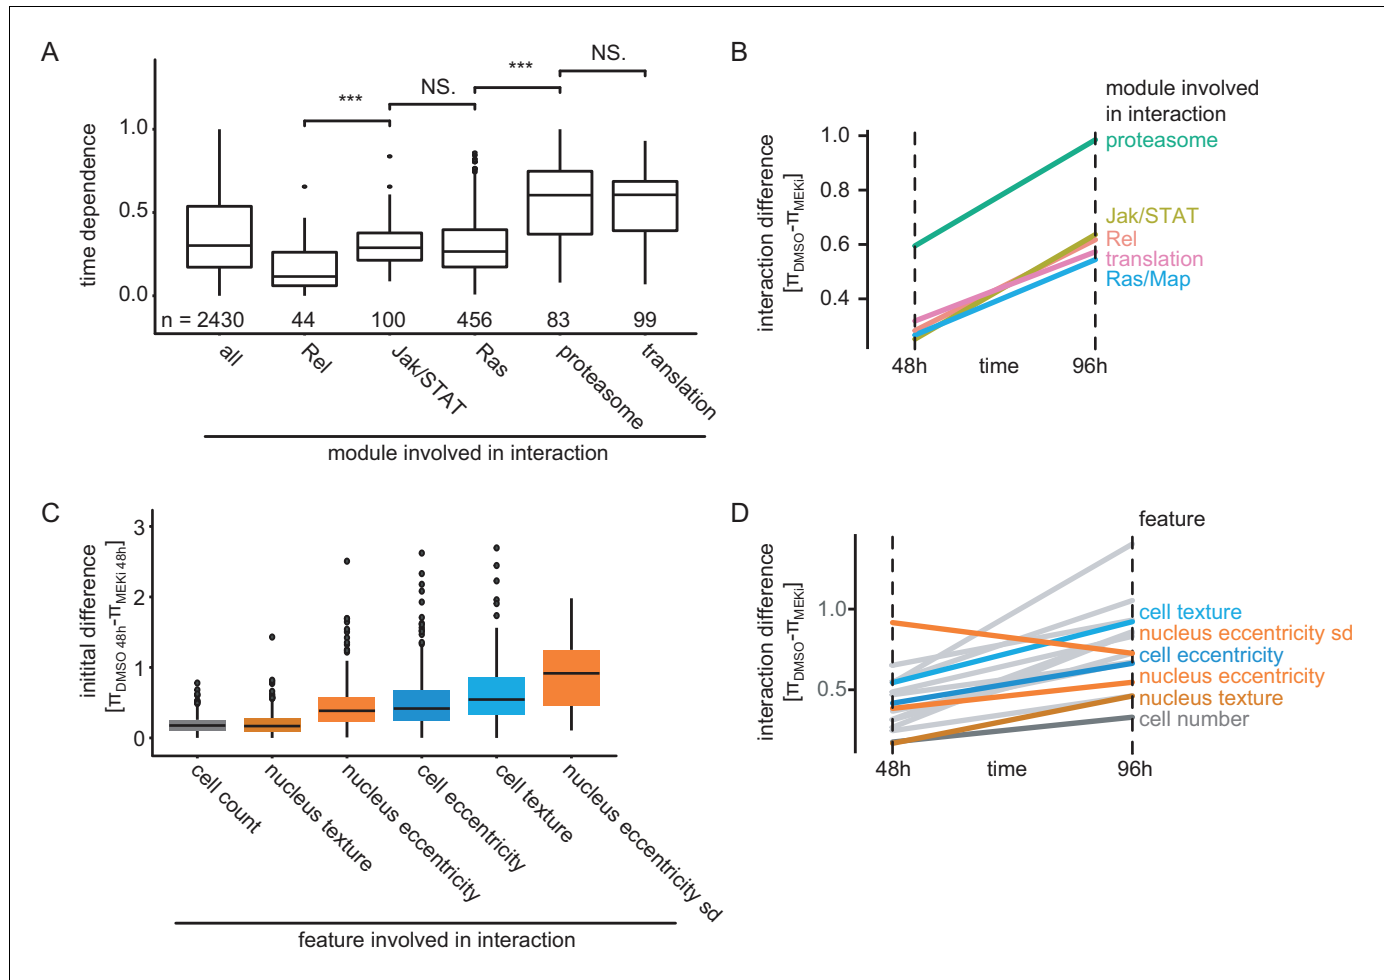 A
time dependence
1.0
0.5
0.0
***
NS.
***
NS.
n = 2430 44 100 456 83 99
all
Rel
Jak/STAT
Ras
proteasome
translation
module involved in interaction
B
interaction difference
[πDMSO-πMEKi]
1.0
0.8
0.6
0.4
48h time 96h
module involved
in interaction
proteasome
Jak/STAT
Rel
translation
Ras/Map
C
initital difference
[πDMSO 48h-πMEKi 48h]
3
2
1
0
cell count
nucleus texture
nucleus eccentricity
cell eccentricity
cell texture
nucleus eccentricity sd
feature involved in interaction
D
interaction difference
[πDMSO-πMEKi]
1.0
0.5
48h time 96h
feature
cell texture
nucleus eccentricity sd
cell eccentricity
nucleus eccentricity
nucleus texture
cell number